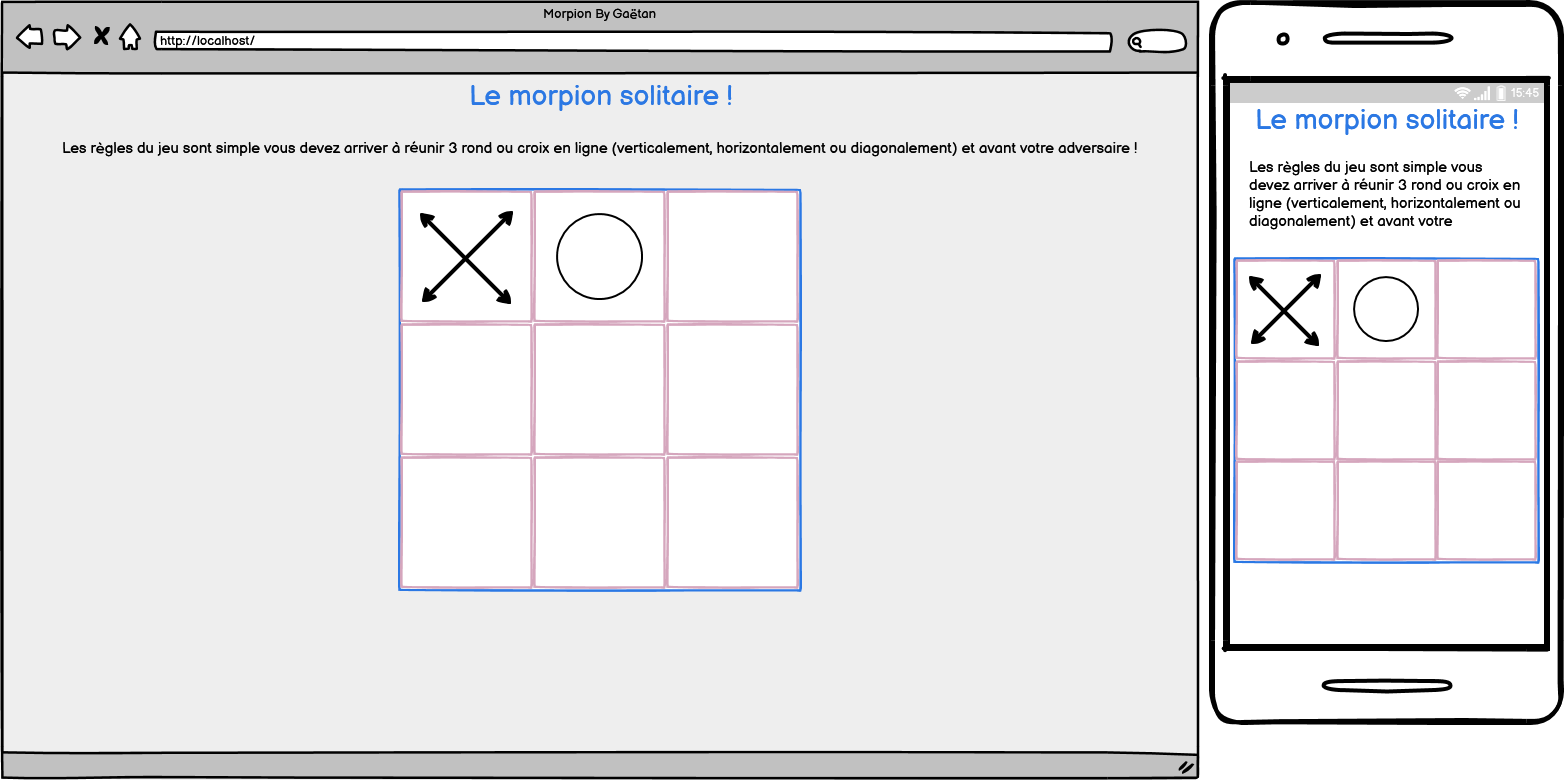 Morpion By Gaëtan
http://localhost/
Le morpion solitaire !
Les règles du jeu sont simple vous devez arriver à réunir 3 rond ou croix en ligne (verticalement, horizontalement ou diagonalement) et avant votre adversaire !
15:45
Le morpion solitaire !
Les règles du jeu sont simple vous
devez arriver à réunir 3 rond ou croix en
ligne (verticalement, horizontalement ou
diagonalement) et avant votre